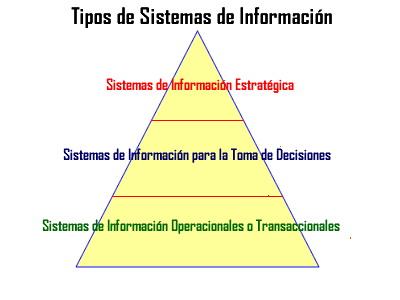 Tipos de Sistemas de Información
Sistemas de Información Estratégica
Sistemas de Información para la Toma de Decisiones
Sistemas de Información Operacionales o Transaccionales